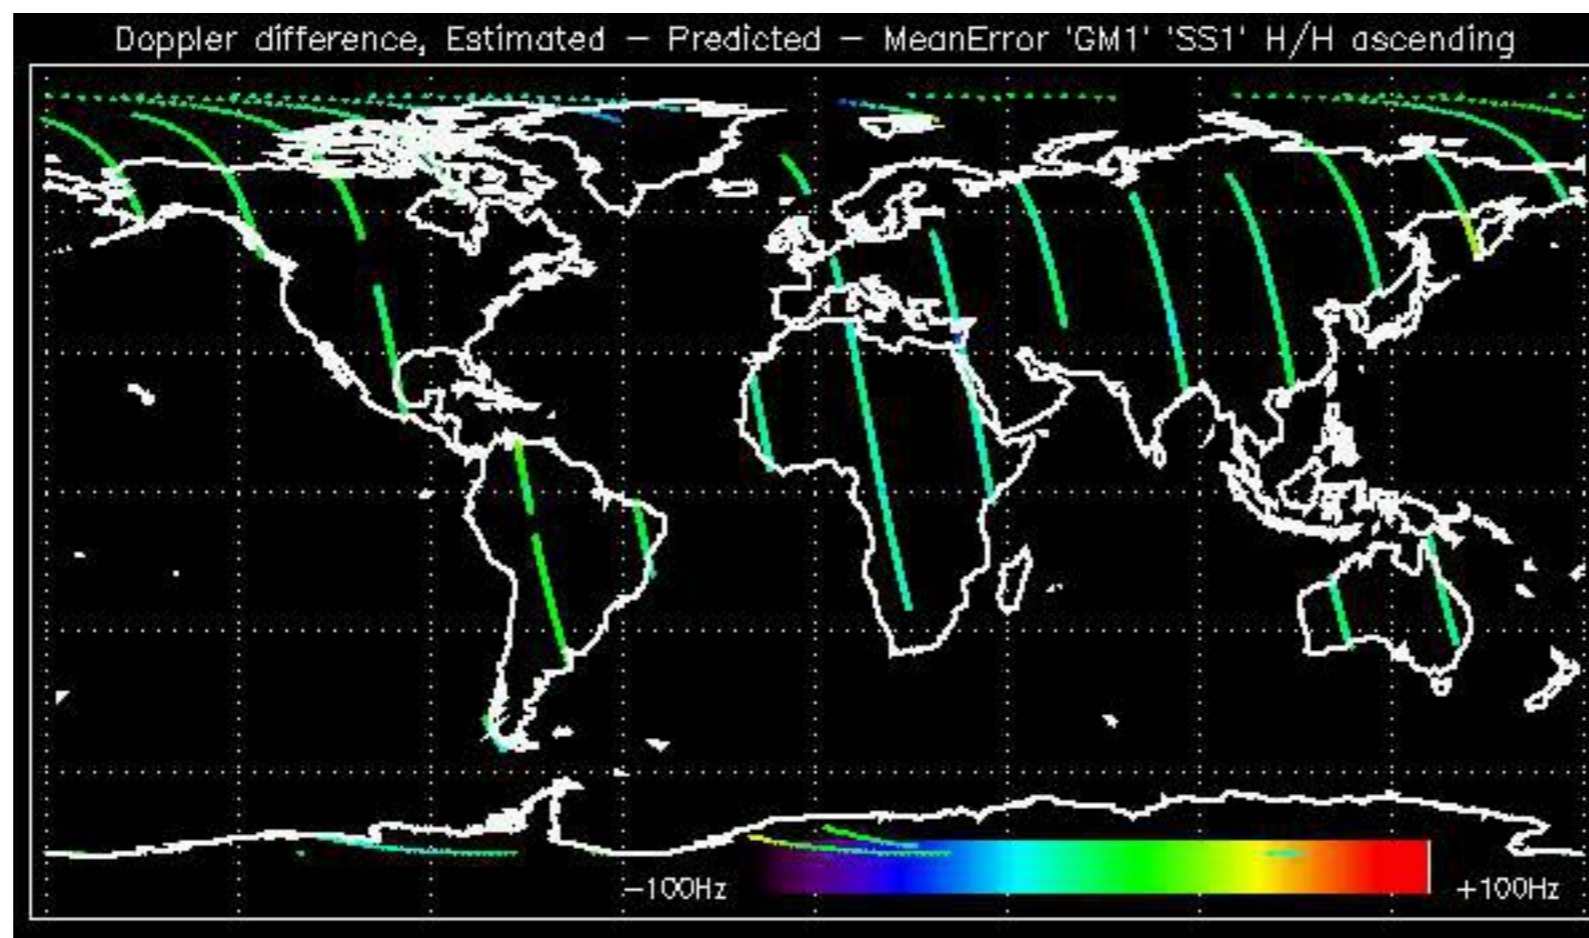 Doppler difference, Estimated – Predicted – MeanError 'GM1' 'SS1' H/H ascending
–100Hz
+100Hz